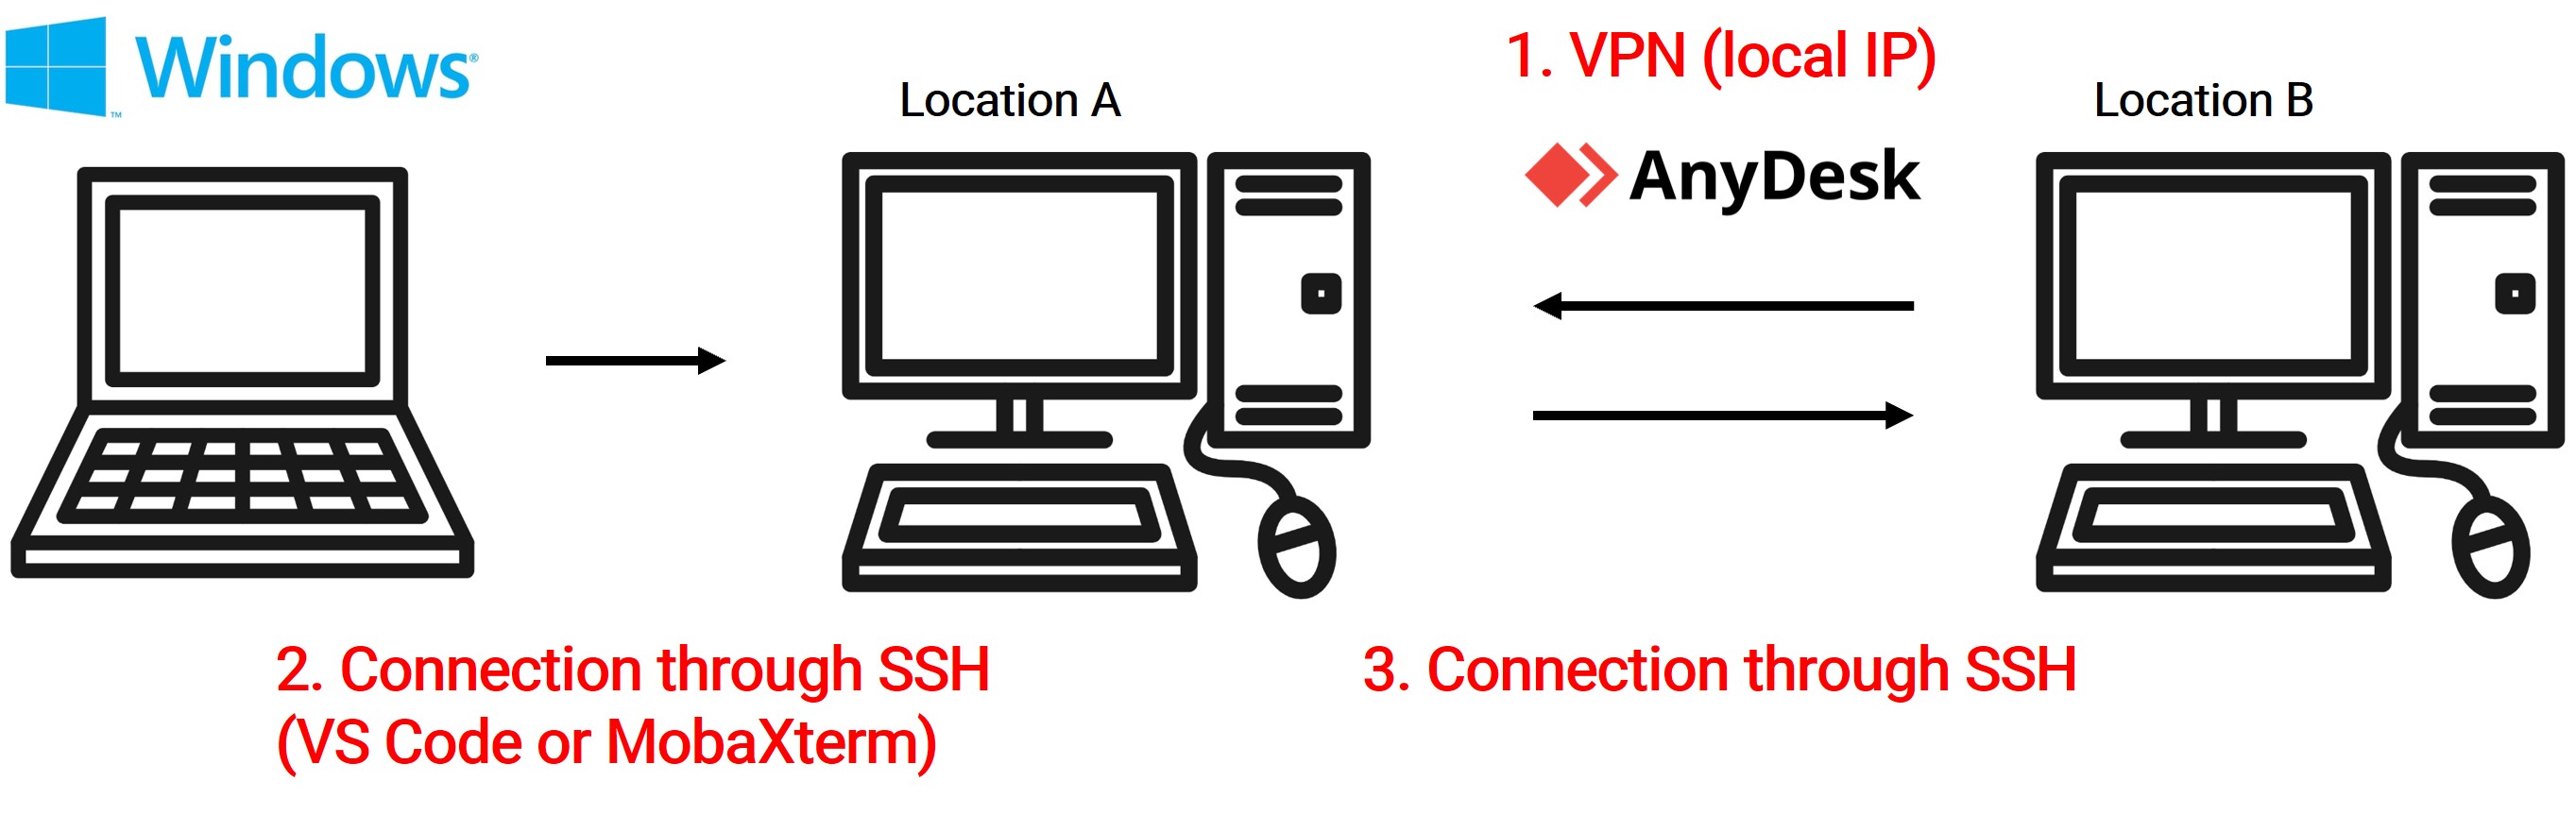 Windows®
™
Location A
1. VPN (local IP)
AnyDesk
Location B
2. Connection through SSH
(VS Code or MobaXterm)
3. Connection through SSH